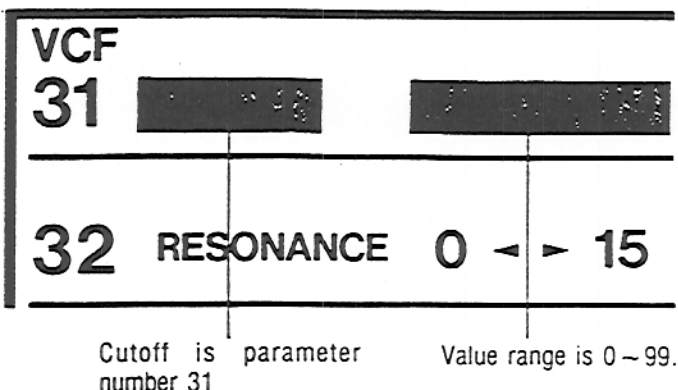 VCF
31
32 RESONANCE 0 ◄ ► 15
Cutoff is parameter
number 31
Value range is 0 ~ 99.